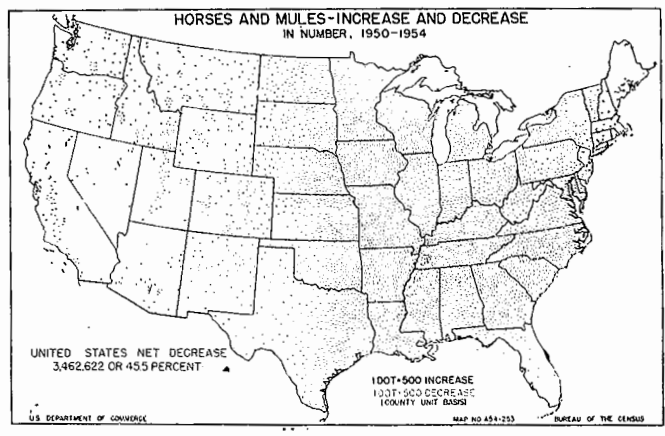 HORSES AND MULES-INCREASE AND DECREASE
IN NUMBER, 1950-1954
UNITED STATES NET DECREASE
3,462,622 OR 45.5 PERCENT
1 DOT=500 INCREASE
1 DOT=500 DECREASE
(COUNTY UNIT BASIS)
U.S. DEPARTMENT OF COMMERCE
MAP NO. A54-253
BUREAU OF THE CENSUS